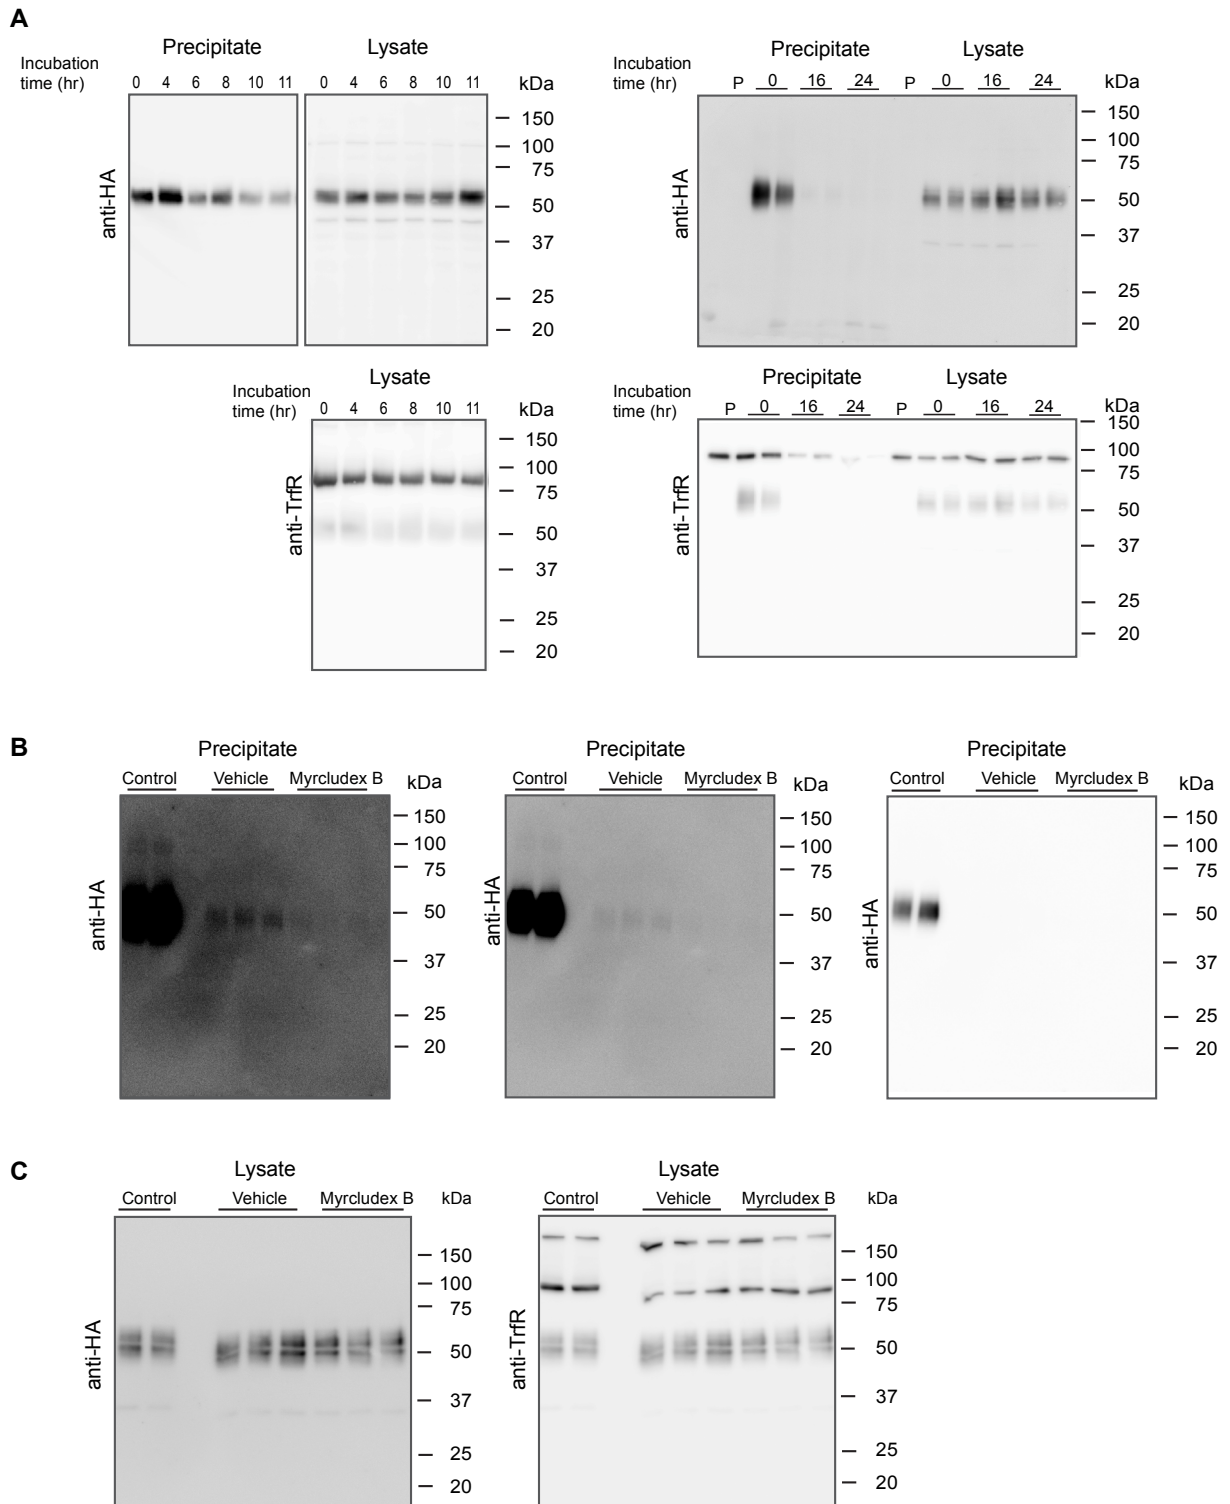 A
Precipitate Lysate
Incubation time (hr) 0 4 6 8 10 11 0 4 6 8 10 11 kDa
anti-HA
150
100
75
50
37
25
20
Precipitate Lysate
Incubation time (hr) P 0 16 24 P 0 16 24 kDa
anti-HA
150
100
75
50
37
25
20
Lysate
Incubation time (hr) 0 4 6 8 10 11 kDa
anti-TrfR
150
100
75
50
37
25
20
Precipitate Lysate
Incubation time (hr) P 0 16 24 P 0 16 24 kDa
anti-TrfR
150
100
75
50
37
25
20
B
Precipitate
Control Vehicle Myrcludex B kDa
anti-HA
150
100
75
50
37
25
20
Precipitate
Control Vehicle Myrcludex B kDa
anti-HA
150
100
75
50
37
25
20
Precipitate
Control Vehicle Myrcludex B kDa
anti-HA
150
100
75
50
37
25
20
C
Lysate
Control Vehicle Myrcludex B kDa
anti-HA
150
100
75
50
37
25
20
Lysate
Control Vehicle Myrcludex B kDa
anti-TrfR
150
100
75
50
37
25
20